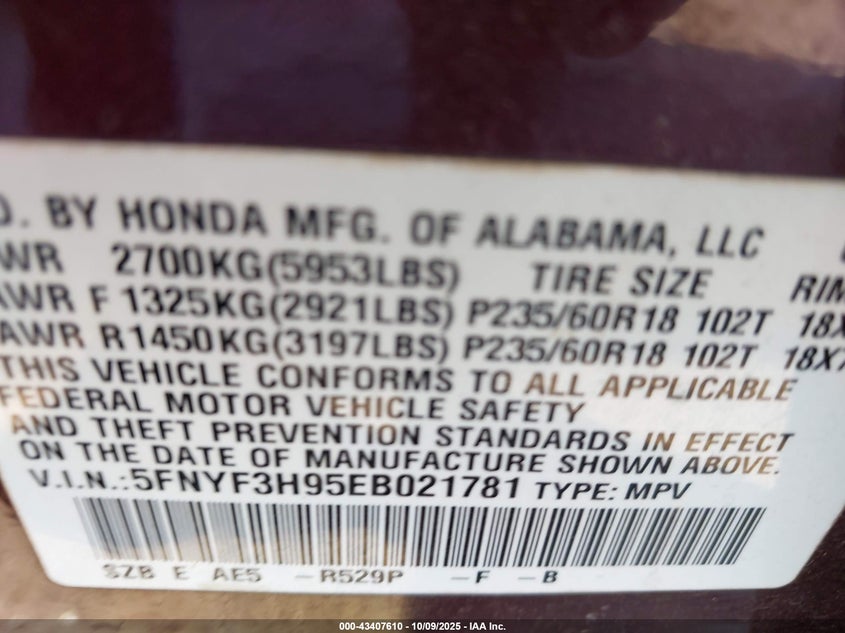 D. BY HONDA MFG. OF ALABAMA, LLC
WR 2700KG(5953LBS) TIRE SIZE RIM
AWR F 1325KG(2921LBS) P235/60R18 102T 18X
AWR R1450KG(3197LBS) P235/60R18 102T 18X7
THIS VEHICLE CONFORMS TO ALL APPLICABLE
FEDERAL MOTOR VEHICLE SAFETY
AND THEFT PREVENTION STANDARDS IN EFFECT
ON THE DATE OF MANUFACTURE SHOWN ABOVE.
V.I.N.:5FNYF3H95EB021781 TYPE: MPV
SZB E AE5 -R529P -F -B
000-43407610 | 10/09/2025 | IAA Inc.